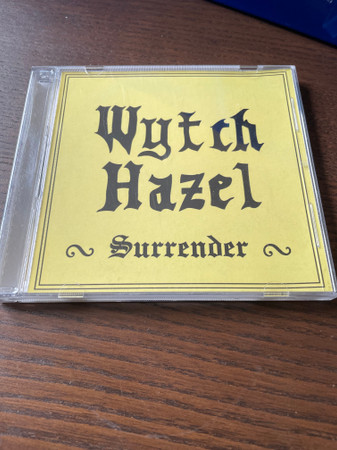 Wytch
Hazel
~ Surrender ~